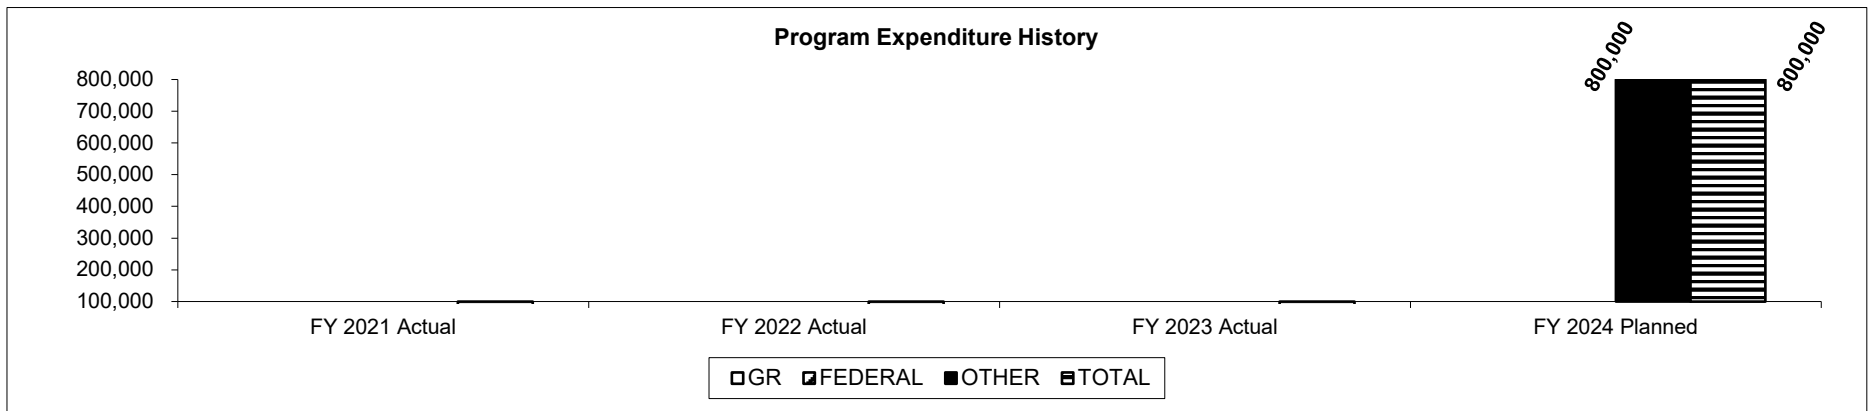 Program Expenditure History
800,000
800,000
800,000
700,000
600,000
500,000
400,000
300,000
200,000
100,000
FY 2021 Actual
FY 2022 Actual
FY 2023 Actual
FY 2024 Planned
GR FEDERAL OTHER TOTAL